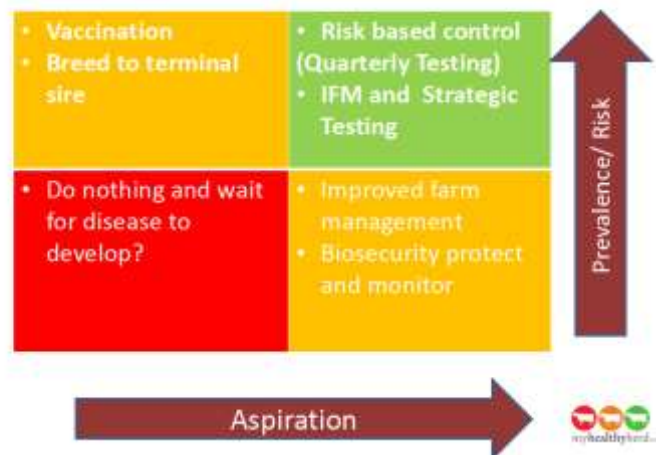 • Vaccination
• Breed to terminal
sire
• Risk based control
(Quarterly Testing)
• IFM and Strategic
Testing
• Do nothing and wait
for disease to
develop?
• Improved farm
management
• Biosecurity protect
and monitor
Prevalence/ Risk
Aspiration
myhealthyherd